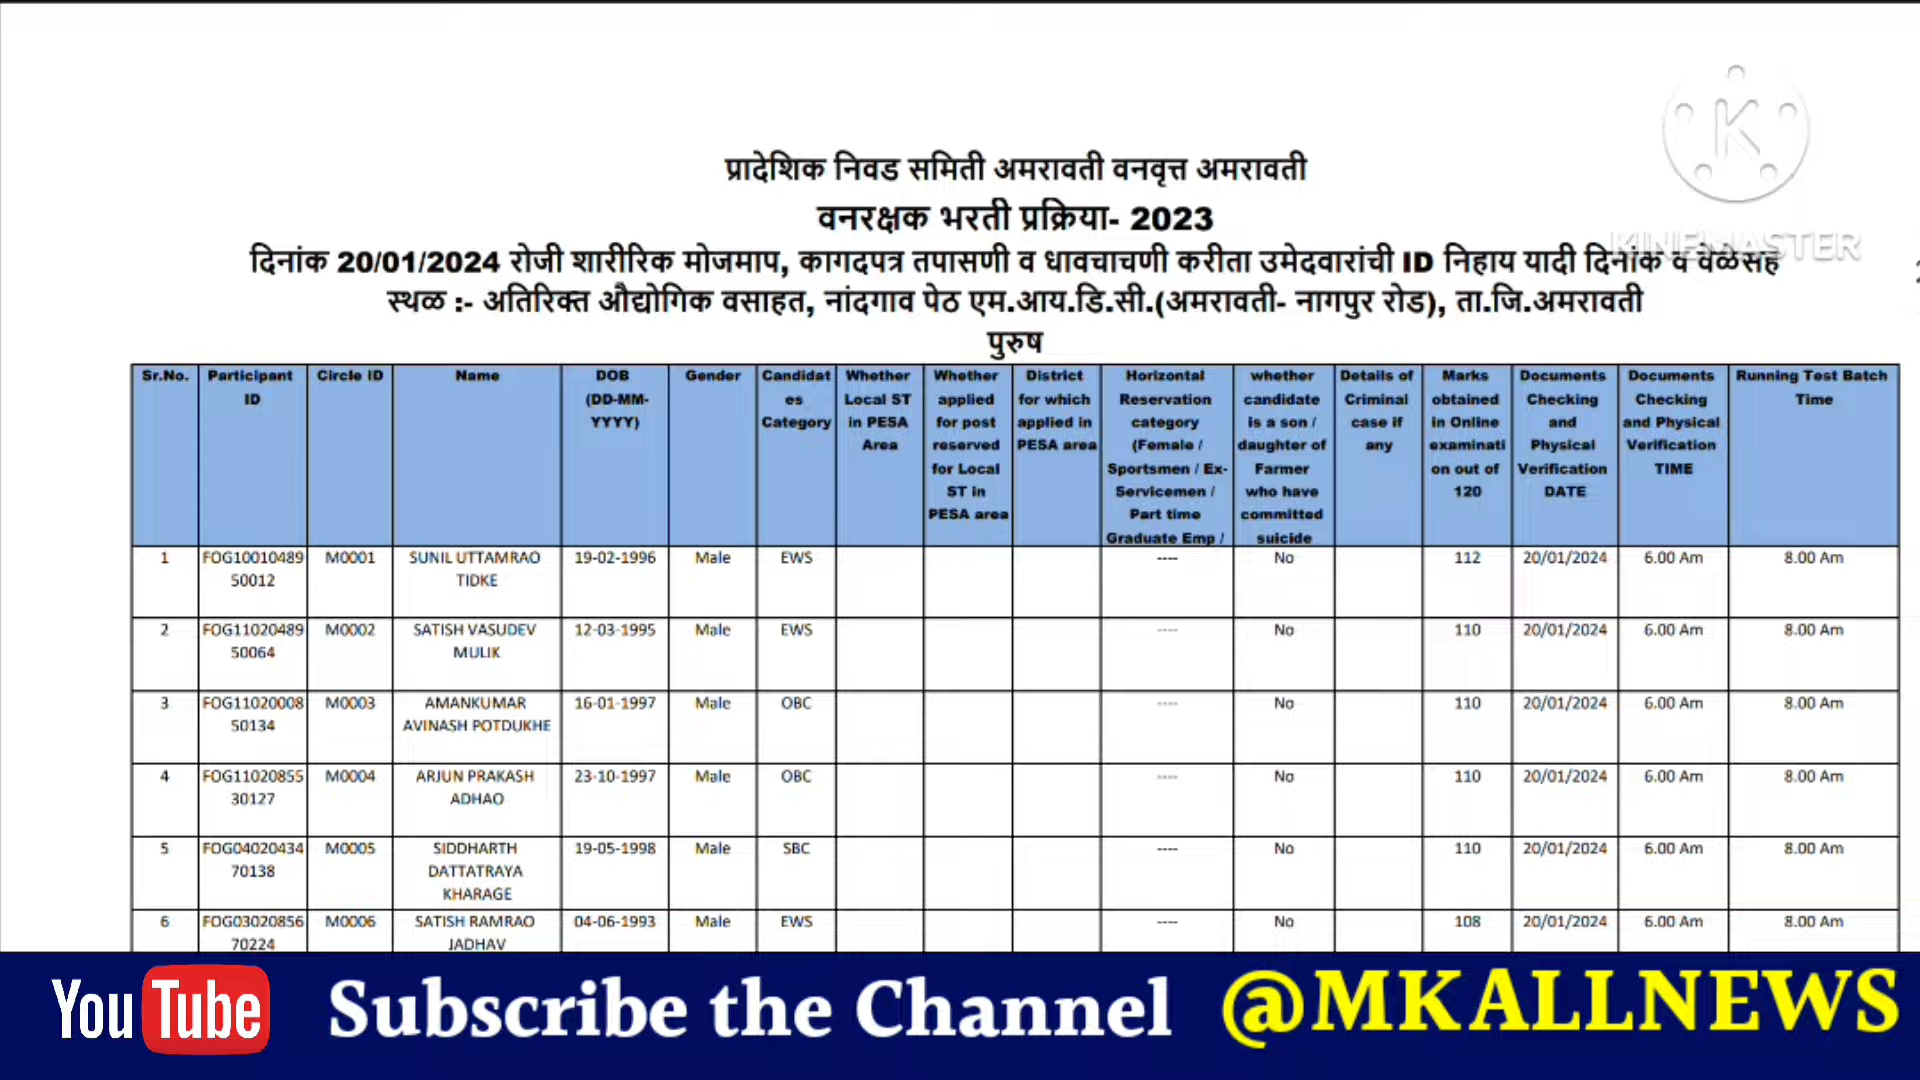 प्रादेशिक निवड समिती अमरावती वनवृत्त अमरावती
वनरक्षक भरती प्रक्रिया- 2023
दिनांक 20/01/2024 रोजी शारीरिक मोजमाप, कागदपत्र तपासणी व धावचाचणी करीता उमेदवारांची ID निहाय यादी दिनांक व वेळेसह
स्थळ :- अतिरिक्त औद्योगिक वसाहत, नांदगाव पेठ एम.आय.डि.सी.(अमरावती- नागपुर रोड), ता.जि.अमरावती
पुरुष
KINEMASTER
Sr.No. Participant ID Circle ID Name DOB (DD-MM-YYYY) Gender Candidates Category Whether Local ST in PESA Area Whether applied for post reserved for Local ST in PESA area District for which applied in PESA area Horizontal Reservation category (Female / Sportsmen / Ex-Servicemen / Part time Graduate Emp / whether candidate is a son / daughter of Farmer who have committed suicide Details of Criminal case if any Marks obtained in Online examination out of 120 Documents Checking and Physical Verification DATE Documents Checking and Physical Verification TIME Running Test Batch Time
1 FOG1001048950012 M0001 SUNIL UTTAMRAO TIDKE 19-02-1996 Male EWS ---- No 112 20/01/2024 6.00 Am 8.00 Am
2 FOG1102048950064 M0002 SATISH VASUDEV MULIK 12-03-1995 Male EWS ---- No 110 20/01/2024 6.00 Am 8.00 Am
3 FOG1102000850134 M0003 AMANKUMAR AVINASH POTDUKHE 16-01-1997 Male OBC ---- No 110 20/01/2024 6.00 Am 8.00 Am
4 FOG1102085530127 M0004 ARJUN PRAKASH ADHAO 23-10-1997 Male OBC ---- No 110 20/01/2024 6.00 Am 8.00 Am
5 FOG0402043470138 M0005 SIDDHARTH DATTATRAYA KHARAGE 19-05-1998 Male SBC ---- No 110 20/01/2024 6.00 Am 8.00 Am
6 FOG0302085670224 M0006 SATISH RAMRAO JADHAV 04-06-1993 Male EWS ---- No 108 20/01/2024 6.00 Am 8.00 Am
YouTube Subscribe the Channel @MKALLNEWS